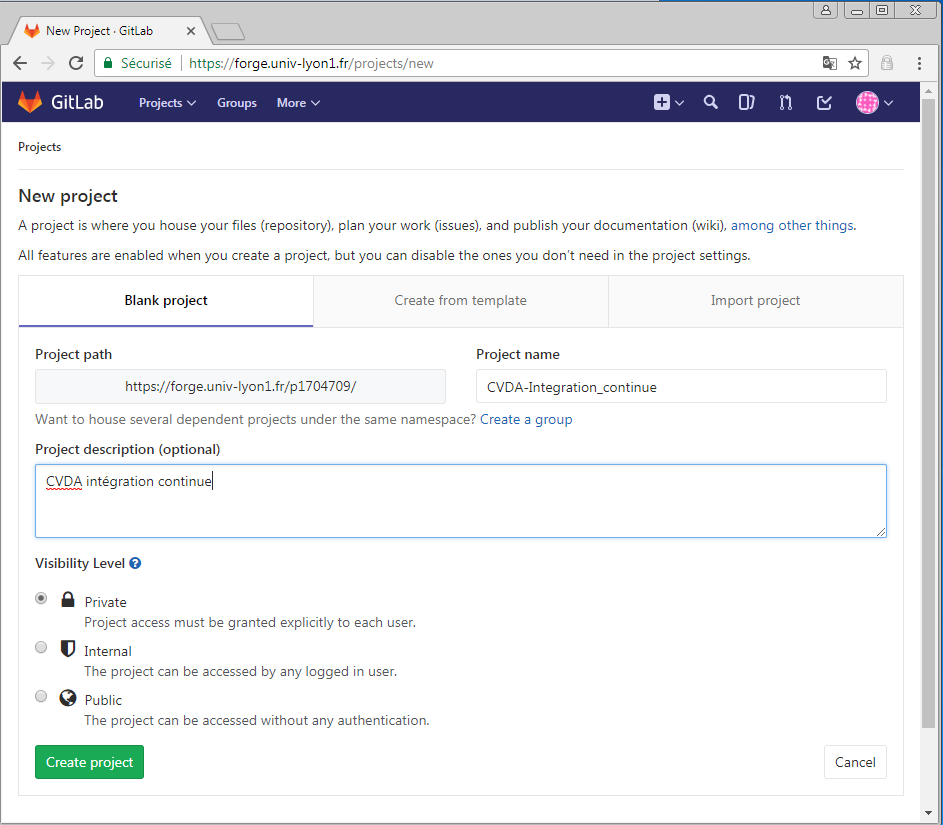 New Project · GitLab
Sécurisé https://forge.univ-lyon1.fr/projects/new
GitLab Projects Groups More
Projects
New project
A project is where you house your files (repository), plan your work (issues), and publish your documentation (wiki), among other things.
All features are enabled when you create a project, but you can disable the ones you don't need in the project settings.
Blank project Create from template Import project
Project path Project name
https://forge.univ-lyon1.fr/p1704709/ CVDA-Integration_continue
Want to house several dependent projects under the same namespace? Create a group
Project description (optional)
CVDA intégration continue
Visibility Level ?
Private
Project access must be granted explicitly to each user.
Internal
The project can be accessed by any logged in user.
Public
The project can be accessed without any authentication.
Create project Cancel